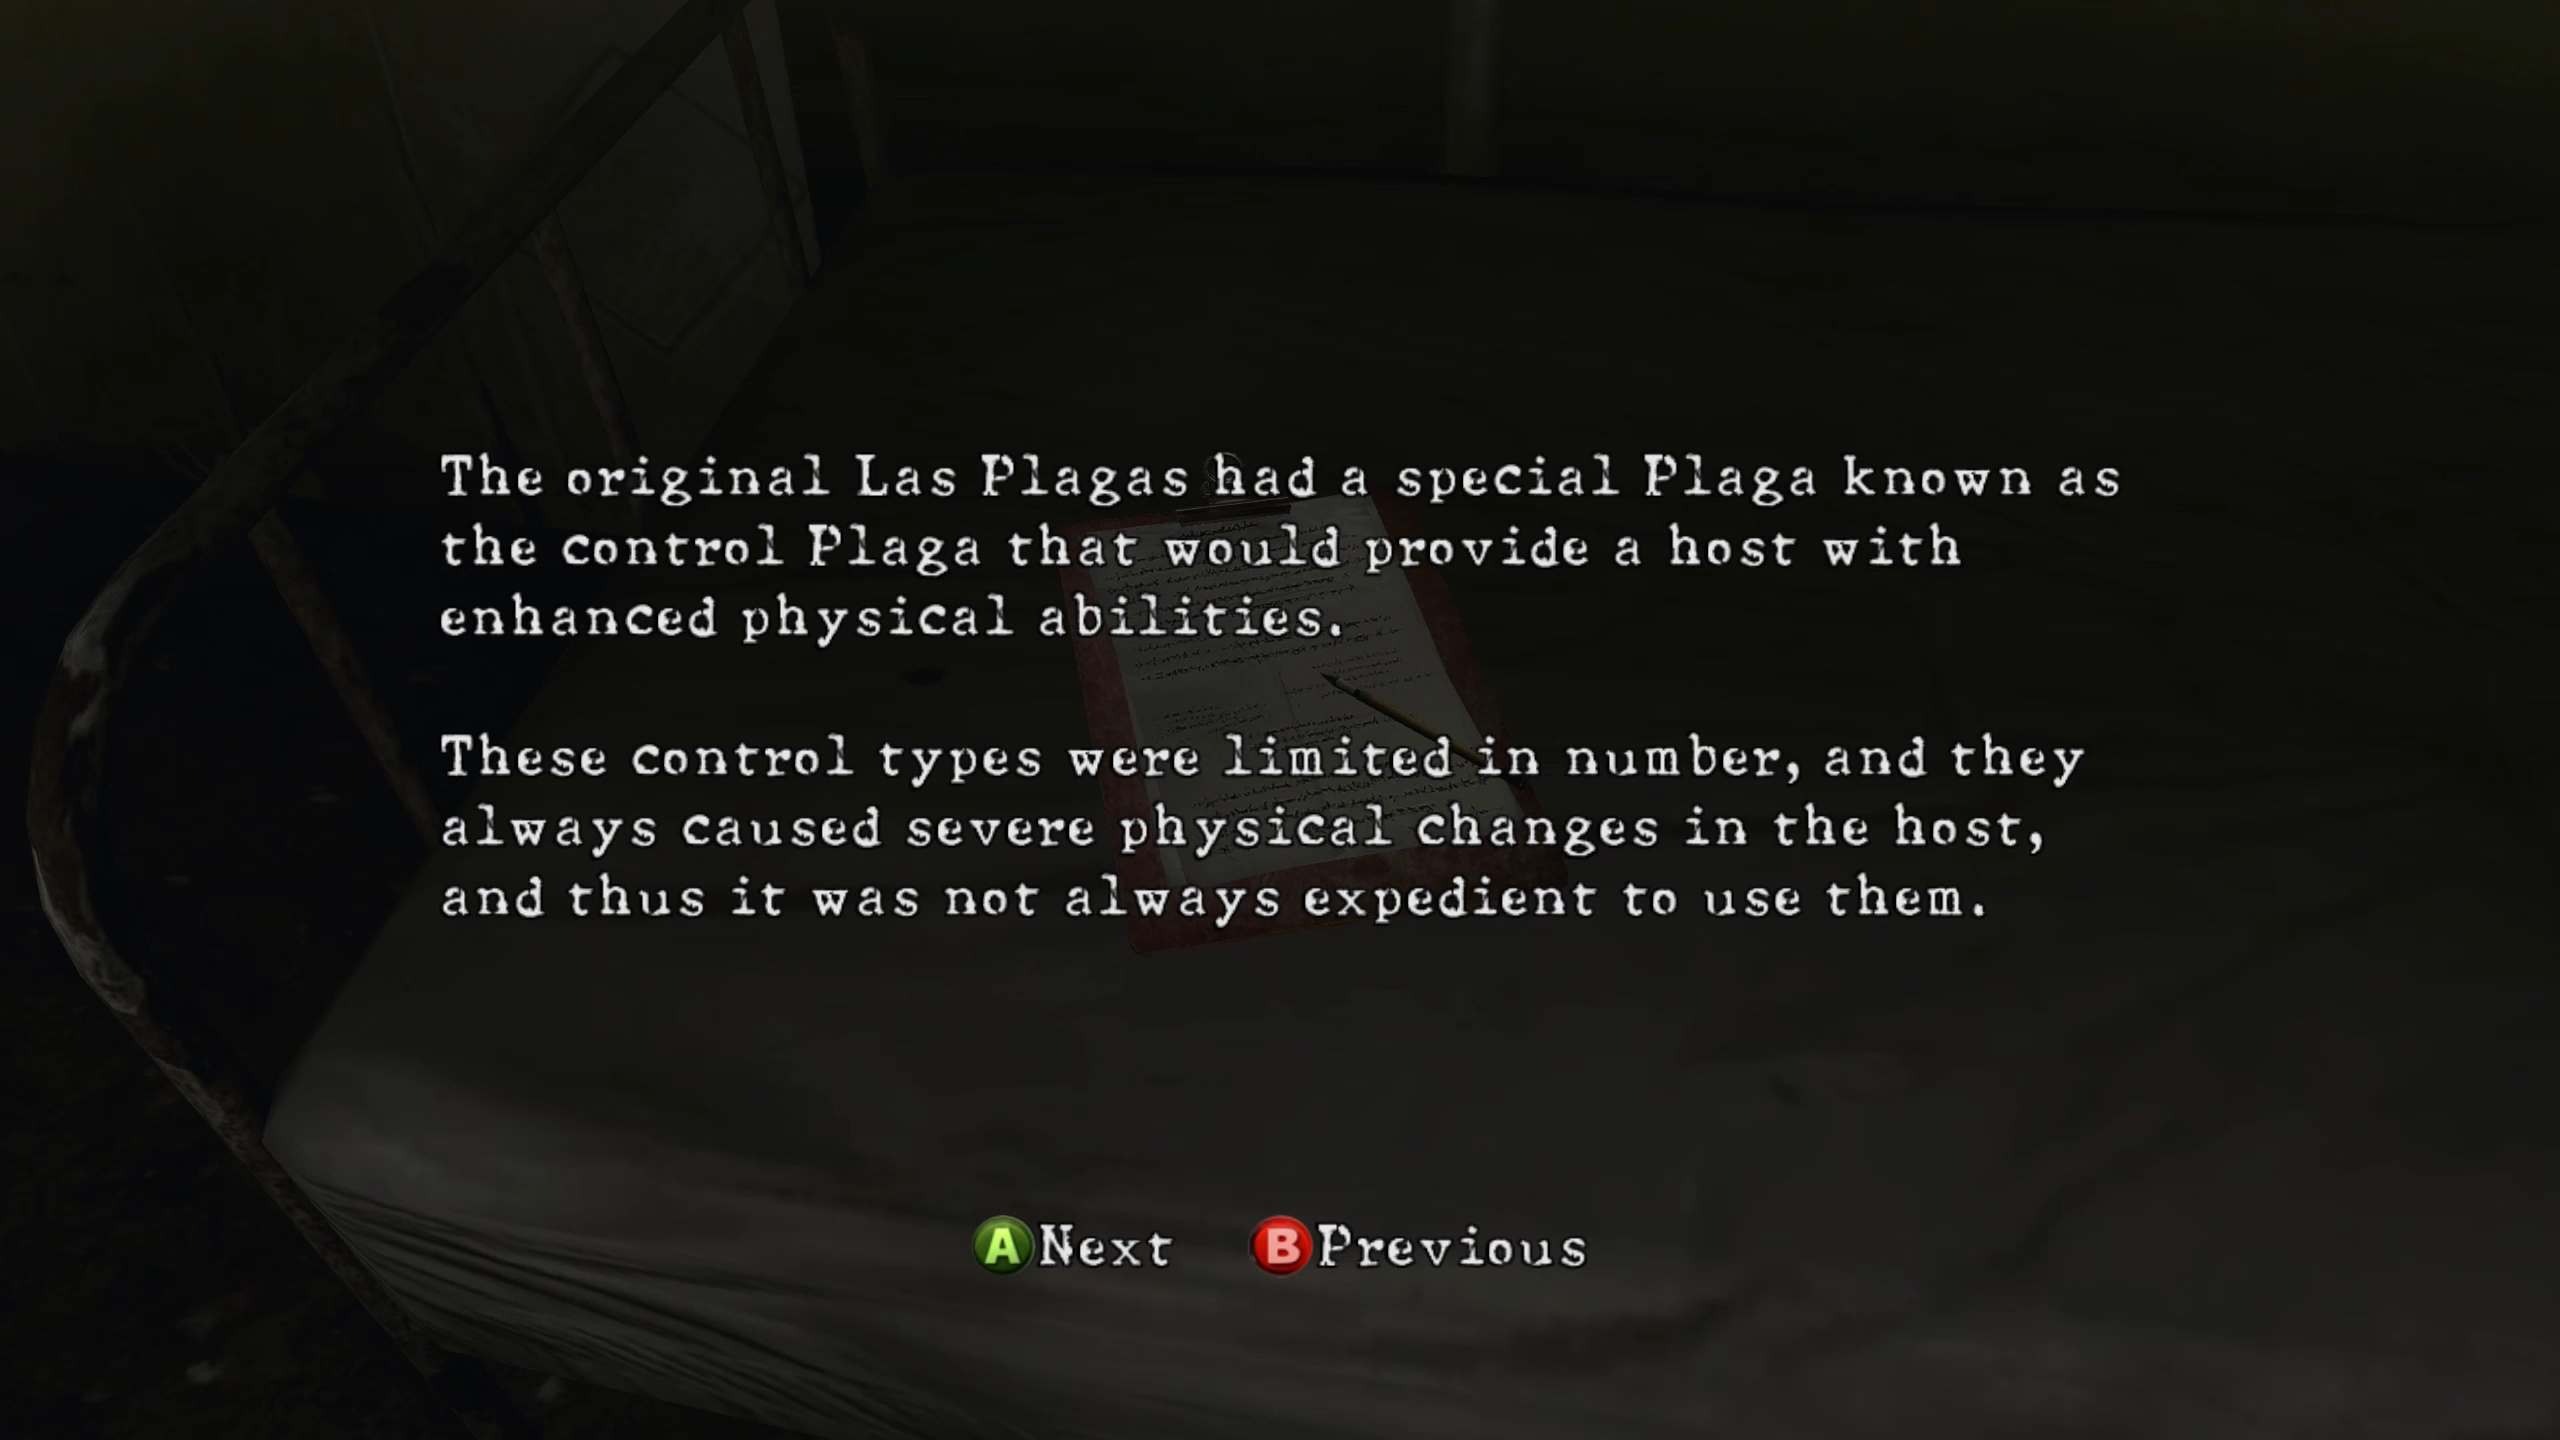 The original Las Plagas had a special Plaga known as
the control Plaga that would provide a host with
enhanced physical abilities.
These control types were limited in number, and they
always caused severe physical changes in the host,
and thus it was not always expedient to use them.
A Next B Previous